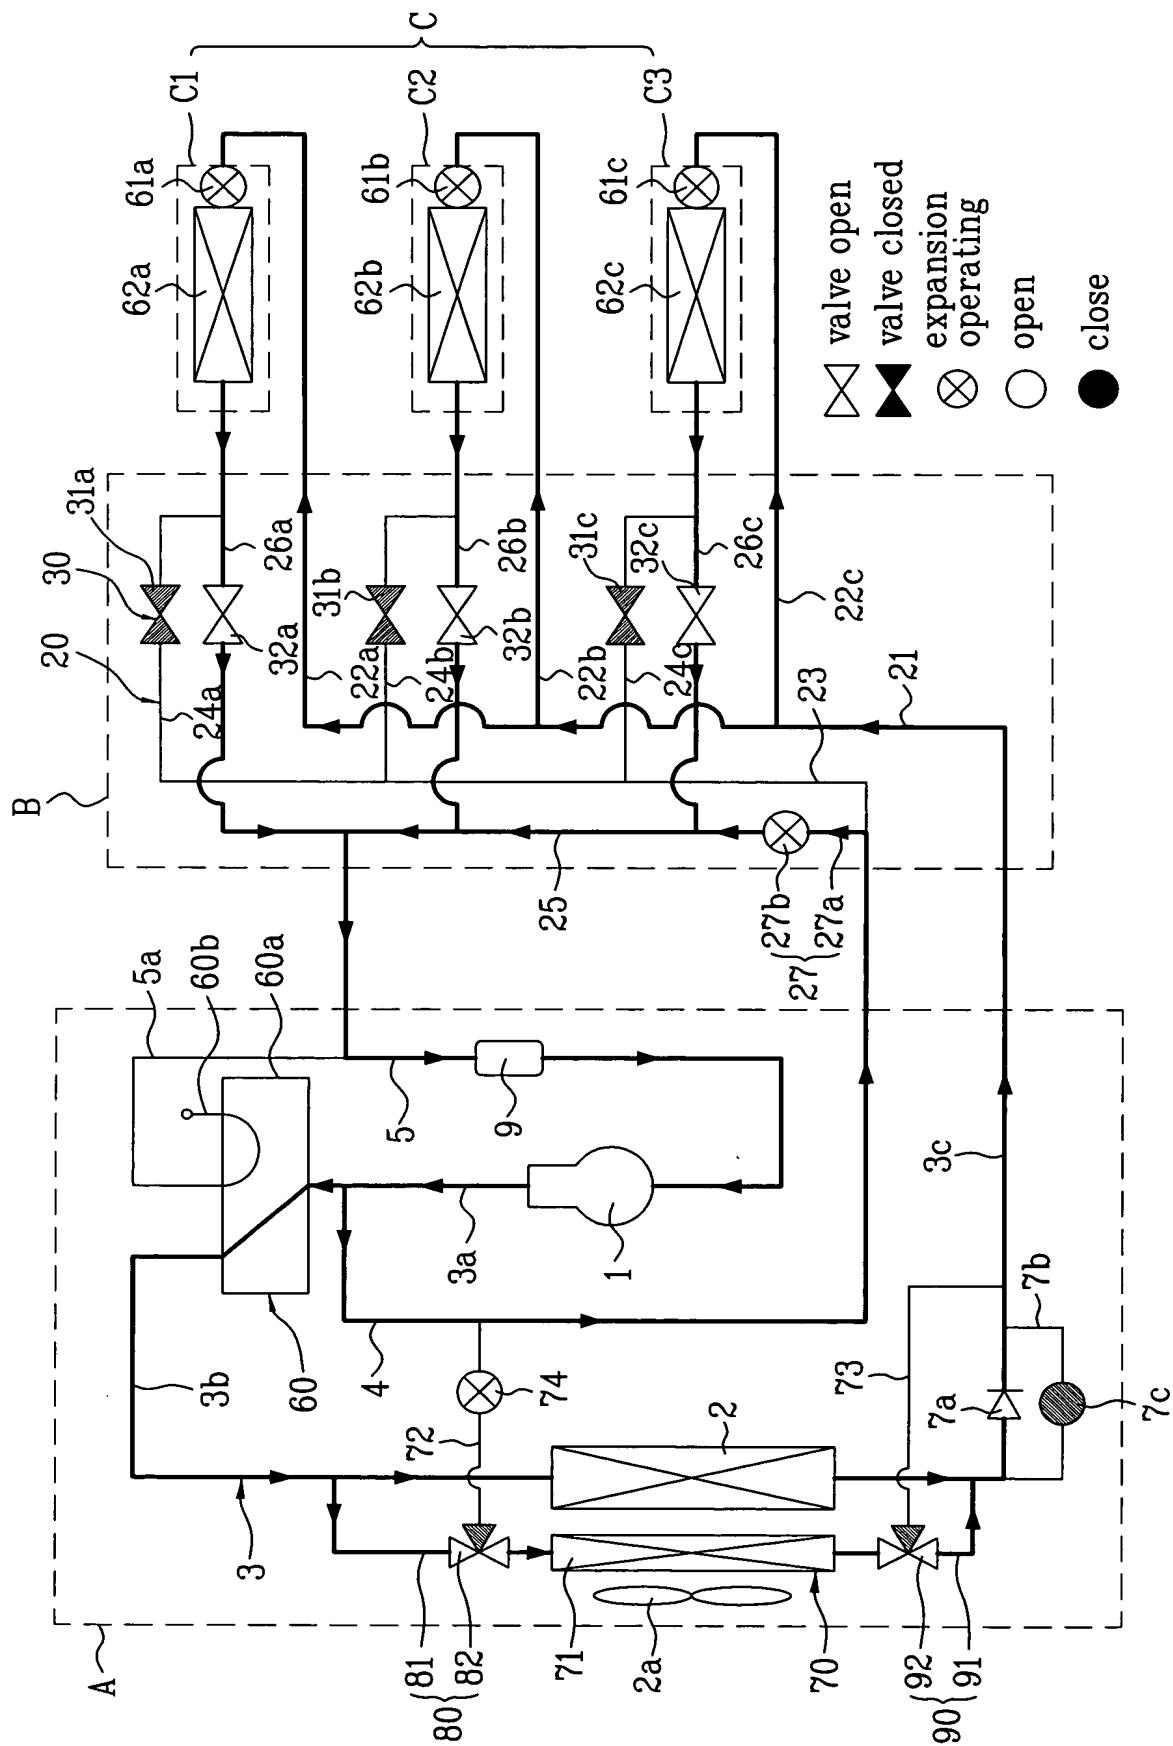 C
C1
C2
C3
61a
61b
61c
62a
62b
62c
valve open
valve closed
expansion
operating
open
close
B
20
30
31a
26a
31b
26b
31c
32c
26c
24a
32a
22a
24b
32b
22b
24c
22c
23
21
25
27b
27a
27
5a
60b
60a
5
9
3a
1
3c
60
3b
4
74
72
73
7b
7a
7c
2
3
A
81
82
80
71
2a
70
92
91
90